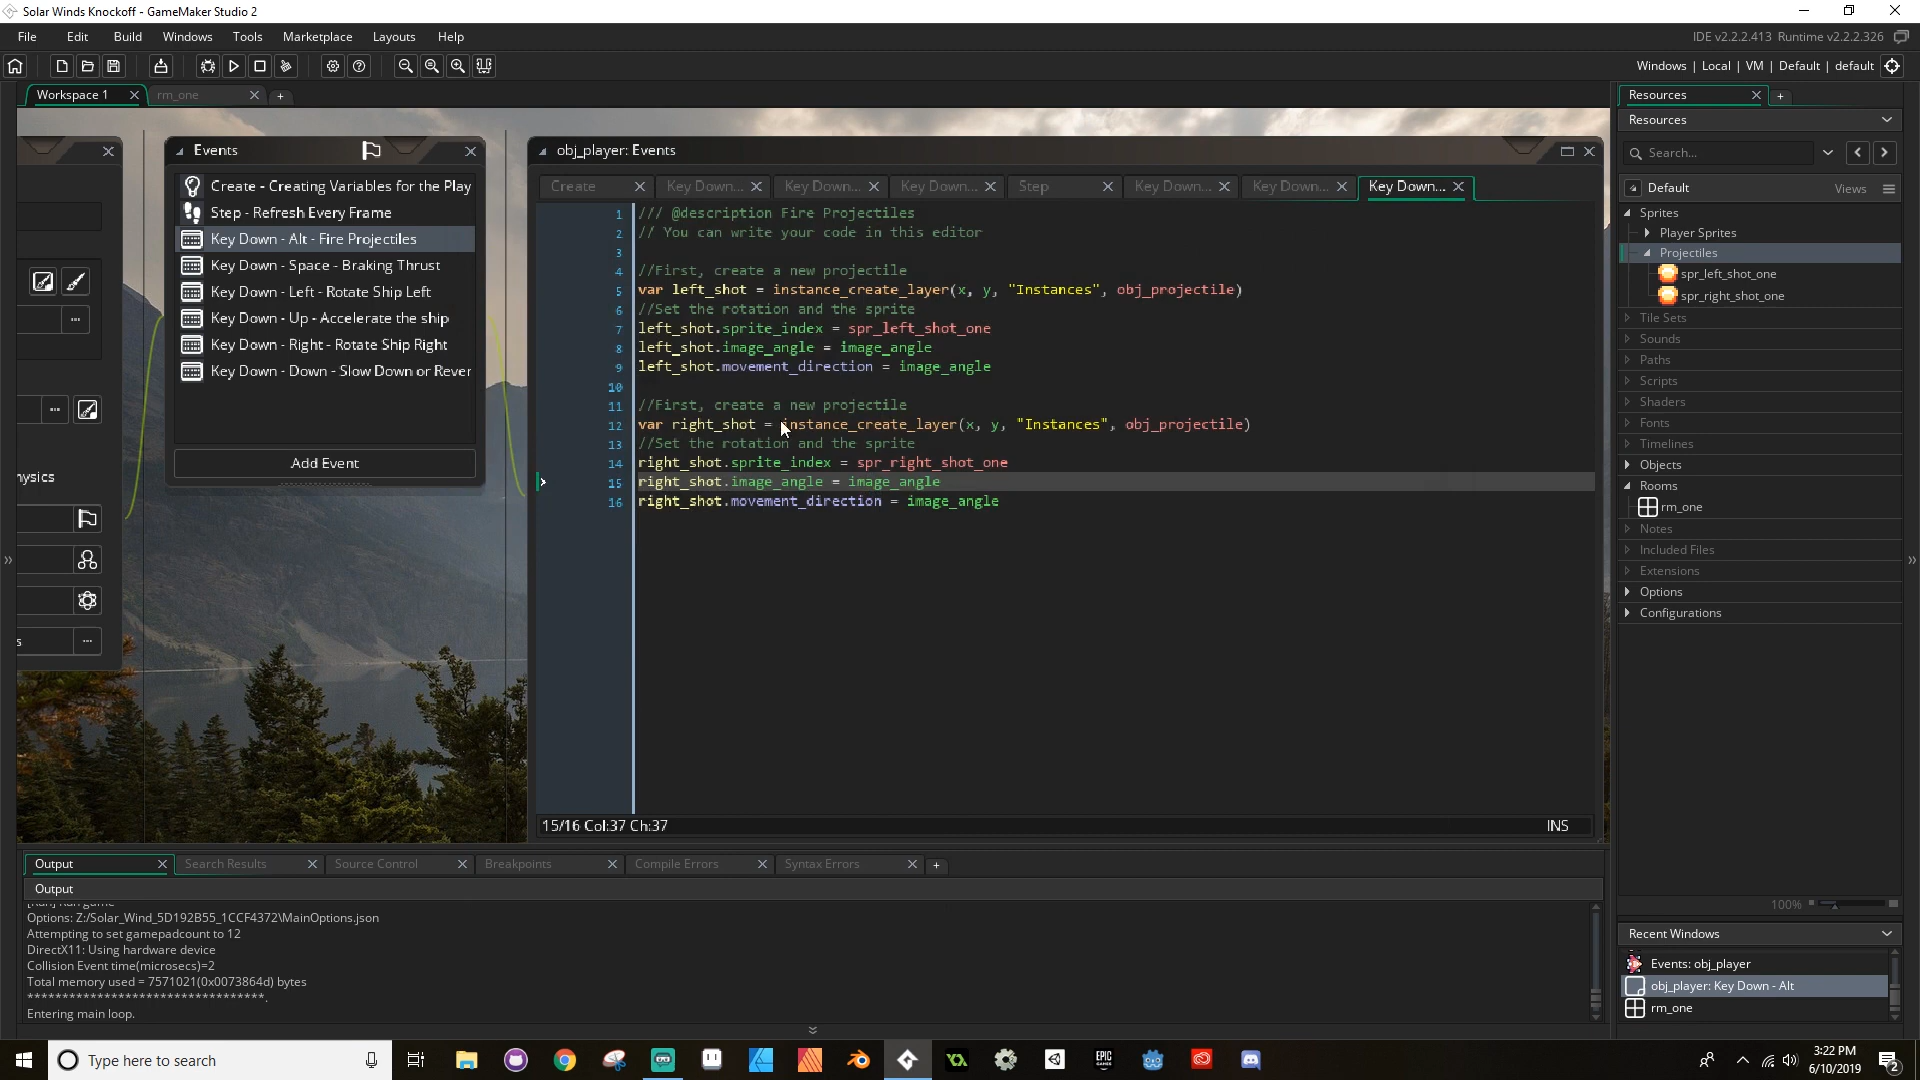 Solar Winds Knockoff - GameMaker Studio 2
File Edit Build Windows Tools Marketplace Layouts Help
IDE v2.2.2.413 Runtime v2.2.2.326
Windows | Local | VM | Default | default
Workspace 1
rm_one
Events
Create - Creating Variables for the Play
Step - Refresh Every Frame
Key Down - Alt - Fire Projectiles
Key Down - Space - Braking Thrust
Key Down - Left - Rotate Ship Left
Key Down - Up - Accelerate the ship
Key Down - Right - Rotate Ship Right
Key Down - Down - Slow Down or Rever
Add Event
hysics
s
obj_player: Events
Create
Key Down...
Key Down...
Key Down...
Step
Key Down...
Key Down...
Key Down...
1 /// @description Fire Projectiles
2 // You can write your code in this editor
3
4 //First, create a new projectile
5 var left_shot = instance_create_layer(x, y, "Instances", obj_projectile)
6 //Set the rotation and the sprite
7 left_shot.sprite_index = spr_left_shot_one
8 left_shot.image_angle = image_angle
9 left_shot.movement_direction = image_angle
10
11 //First, create a new projectile
12 var right_shot = instance_create_layer(x, y, "Instances", obj_projectile)
13 //Set the rotation and the sprite
14 right_shot.sprite_index = spr_right_shot_one
15 right_shot.image_angle = image_angle
16 right_shot.movement_direction = image_angle
15/16 Col:37 Ch:37
INS
Resources
Resources
Search...
Default
Views
Sprites
Player Sprites
Projectiles
spr_left_shot_one
spr_right_shot_one
Tile Sets
Sounds
Paths
Scripts
Shaders
Fonts
Timelines
Objects
Rooms
rm_one
Notes
Included Files
Extensions
Options
Configurations
100%
Recent Windows
Events: obj_player
obj_player: Key Down - Alt
rm_one
Output
Search Results
Source Control
Breakpoints
Compile Errors
Syntax Errors
Output
[Run] Run game
Options: Z:/Solar_Wind_5D192B55_1CCF4372\MainOptions.json
Attempting to set gamepadcount to 12
DirectX11: Using hardware device
Collision Event time(microsecs)=2
Total memory used = 7571021(0x0073864d) bytes
**********************************.
Entering main loop.
Type here to search
EPIC GAMES
3:22 PM
6/10/2019
2